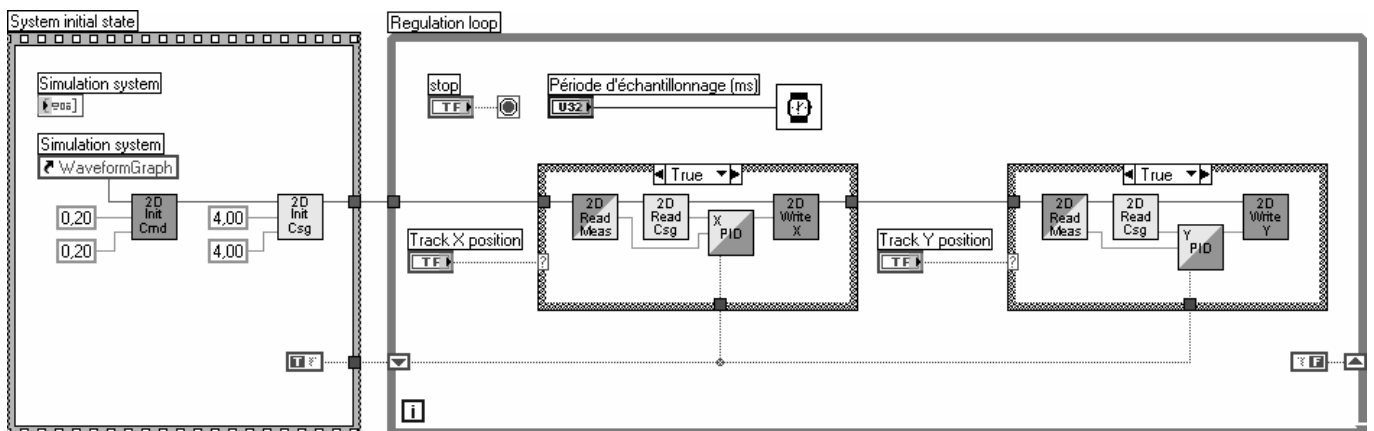 System initial state
Regulation loop
Simulation system
Simulation system
WaveformGraph
0,20
0,20
2D
Init
Cmd
4,00
4,00
2D
Init
Csg
T
stop
TF
Période d'échantillonnage (ms)
U32
Track X position
TF
?
True
2D
Read
Meas
2D
Read
Csg
X
PID
2D
Write
X
Track Y position
TF
?
True
2D
Read
Meas
2D
Read
Csg
Y
PID
2D
Write
Y
F
i